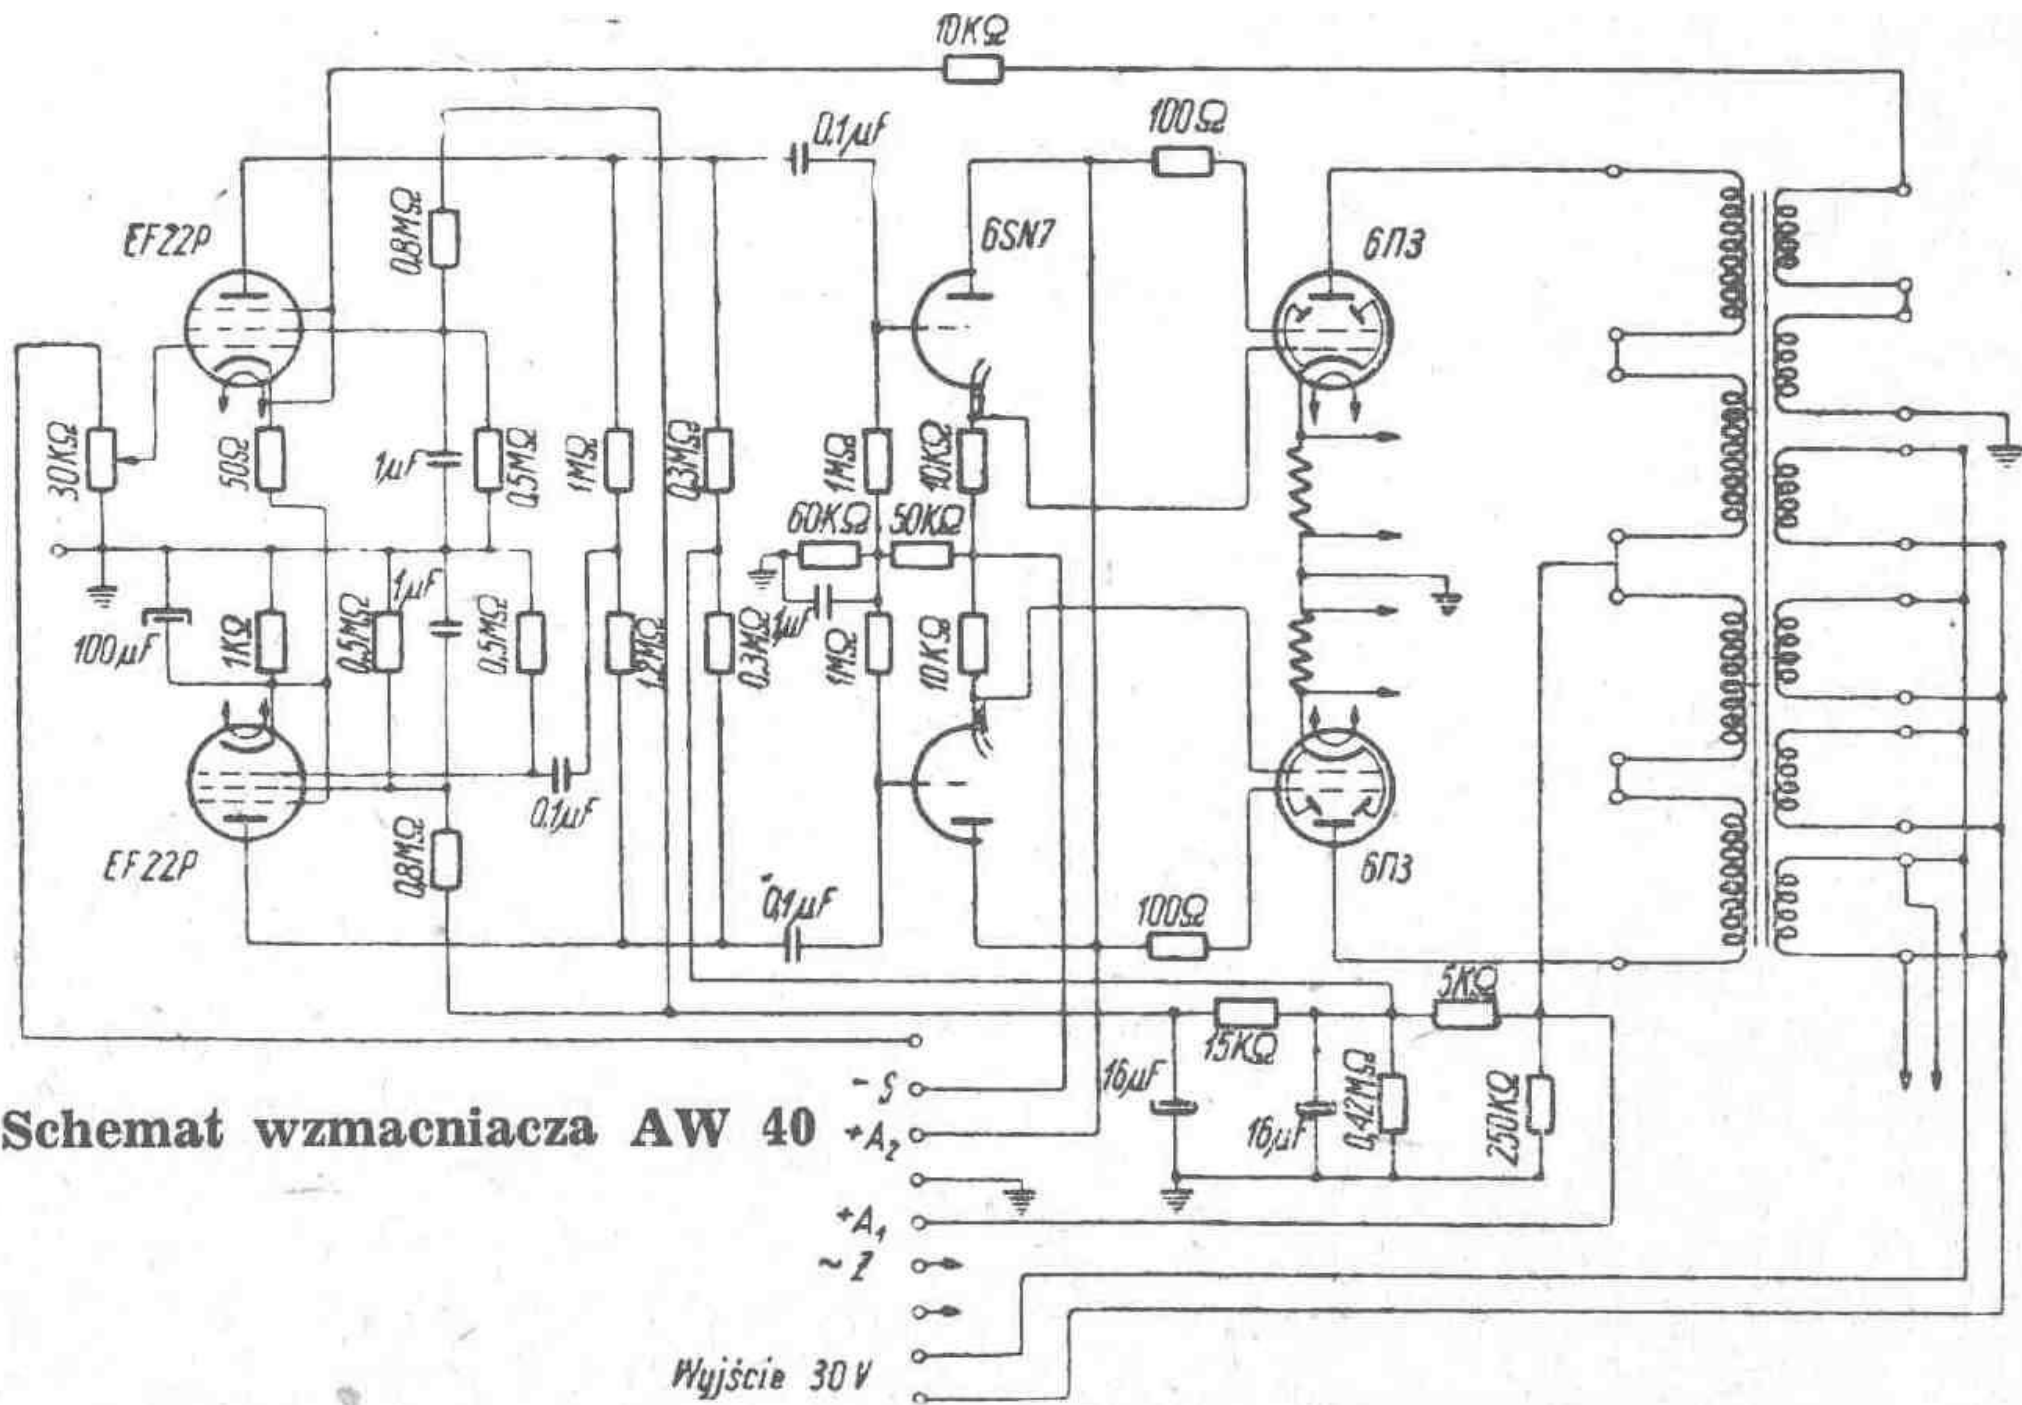 10KΩ
0.1µF
100Ω
EF22P
0.8MΩ
6SN7
6П3
30KΩ
50Ω
1µF
0.5MΩ
1MΩ
0.3MΩ
1MΩ
10KΩ
60KΩ
50KΩ
100µF
1KΩ
0.5MΩ
1µF
0.5MΩ
1.2MΩ
0.3MΩ
1µF
1MΩ
10KΩ
EF22P
0.8MΩ
0.1µF
0.1µF
100Ω
6П3
5KΩ
15KΩ
16µF
16µF
0,42MΩ
250KΩ
- S
Schemat wzmacniacza AW 40
+A2
+A1
~ Z
Wyjście 30 V